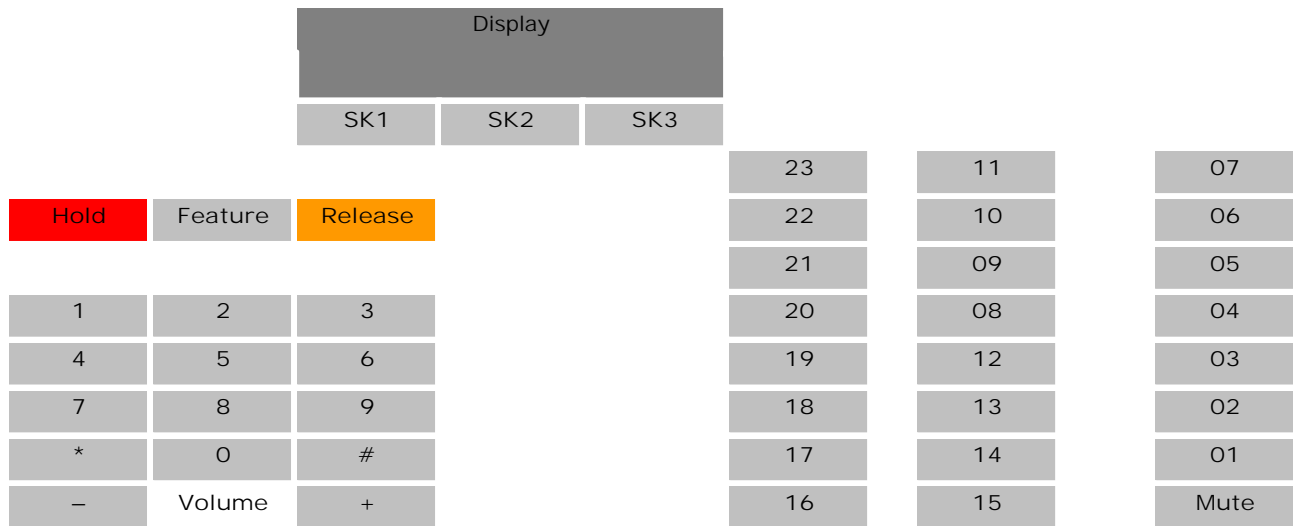 Display
SK1 SK2 SK3
23 11 07
Hold Feature Release 22 10 06
21 09 05
1 2 3 20 08 04
4 5 6 19 12 03
7 8 9 18 13 02
* 0 # 17 14 01
– Volume + 16 15 Mute